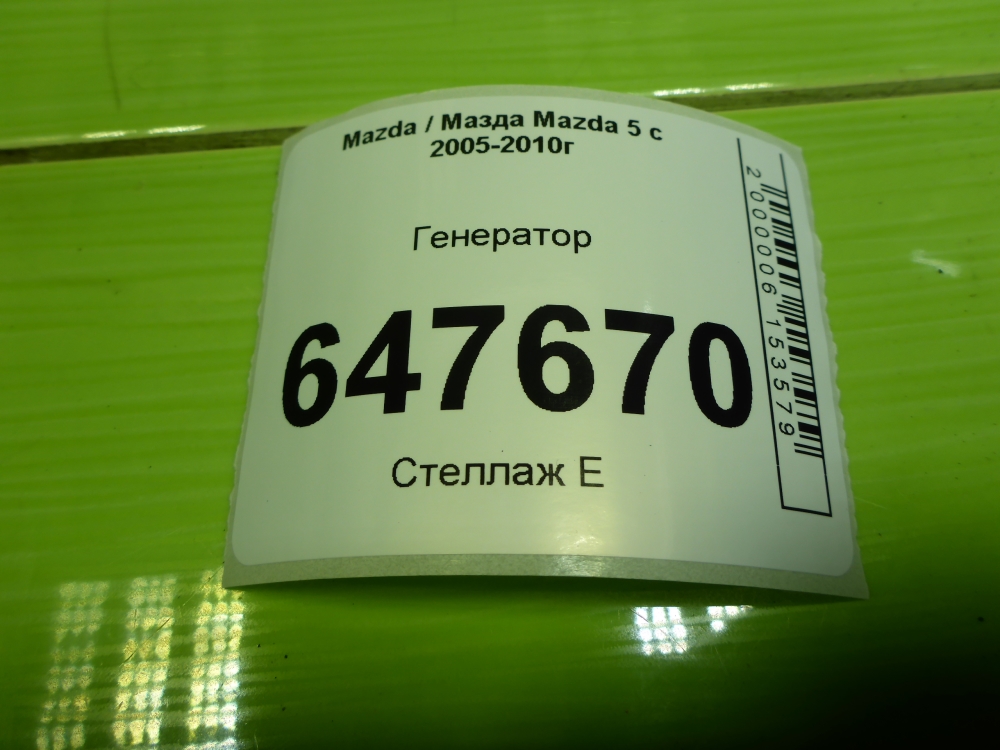 Mazda / Мазда Mazda 5 с
2005-2010г
Генератор
647670
Стеллаж Е
2000006153579